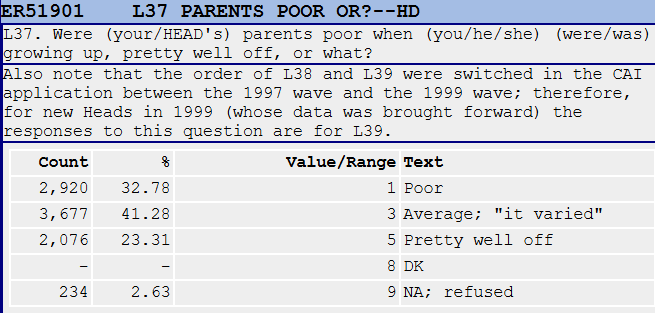 ER51901 L37 PARENTS POOR OR?--HD
L37. Were (your/HEAD's) parents poor when (you/he/she) (were/was)
growing up, pretty well off, or what?
Also note that the order of L38 and L39 were switched in the CAI
application between the 1997 wave and the 1999 wave; therefore,
for new Heads in 1999 (whose data was brought forward) the
responses to this question are for L39.
Count % Value/Range Text
2,920 32.78 1 Poor
3,677 41.28 3 Average; "it varied"
2,076 23.31 5 Pretty well off
– – 8 DK
234 2.63 9 NA; refused